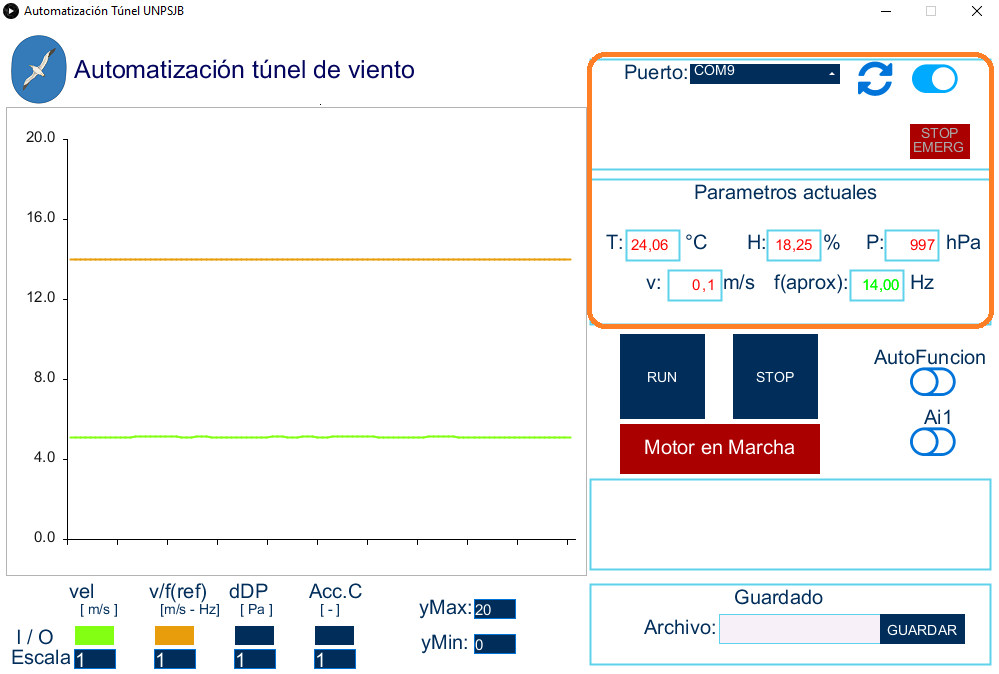 Automatización Túnel UNPSJB
Automatización túnel de viento
Puerto: COM9
STOP
EMERG
Parametros actuales
T: 24,06 °C H: 18,25 % P: 997 hPa
v: 0,1 m/s f(aprox): 14,00 Hz
20.0
16.0
12.0
8.0
4.0
0.0
RUN
STOP
AutoFuncion
Ai1
Motor en Marcha
vel v/f(ref) dDP Acc.C
[ m/s ] [m/s - Hz] [ Pa ] [ - ]
I / O
Escala 1 1 1 1
yMax: 20
yMin: 0
Guardado
Archivo: GUARDAR